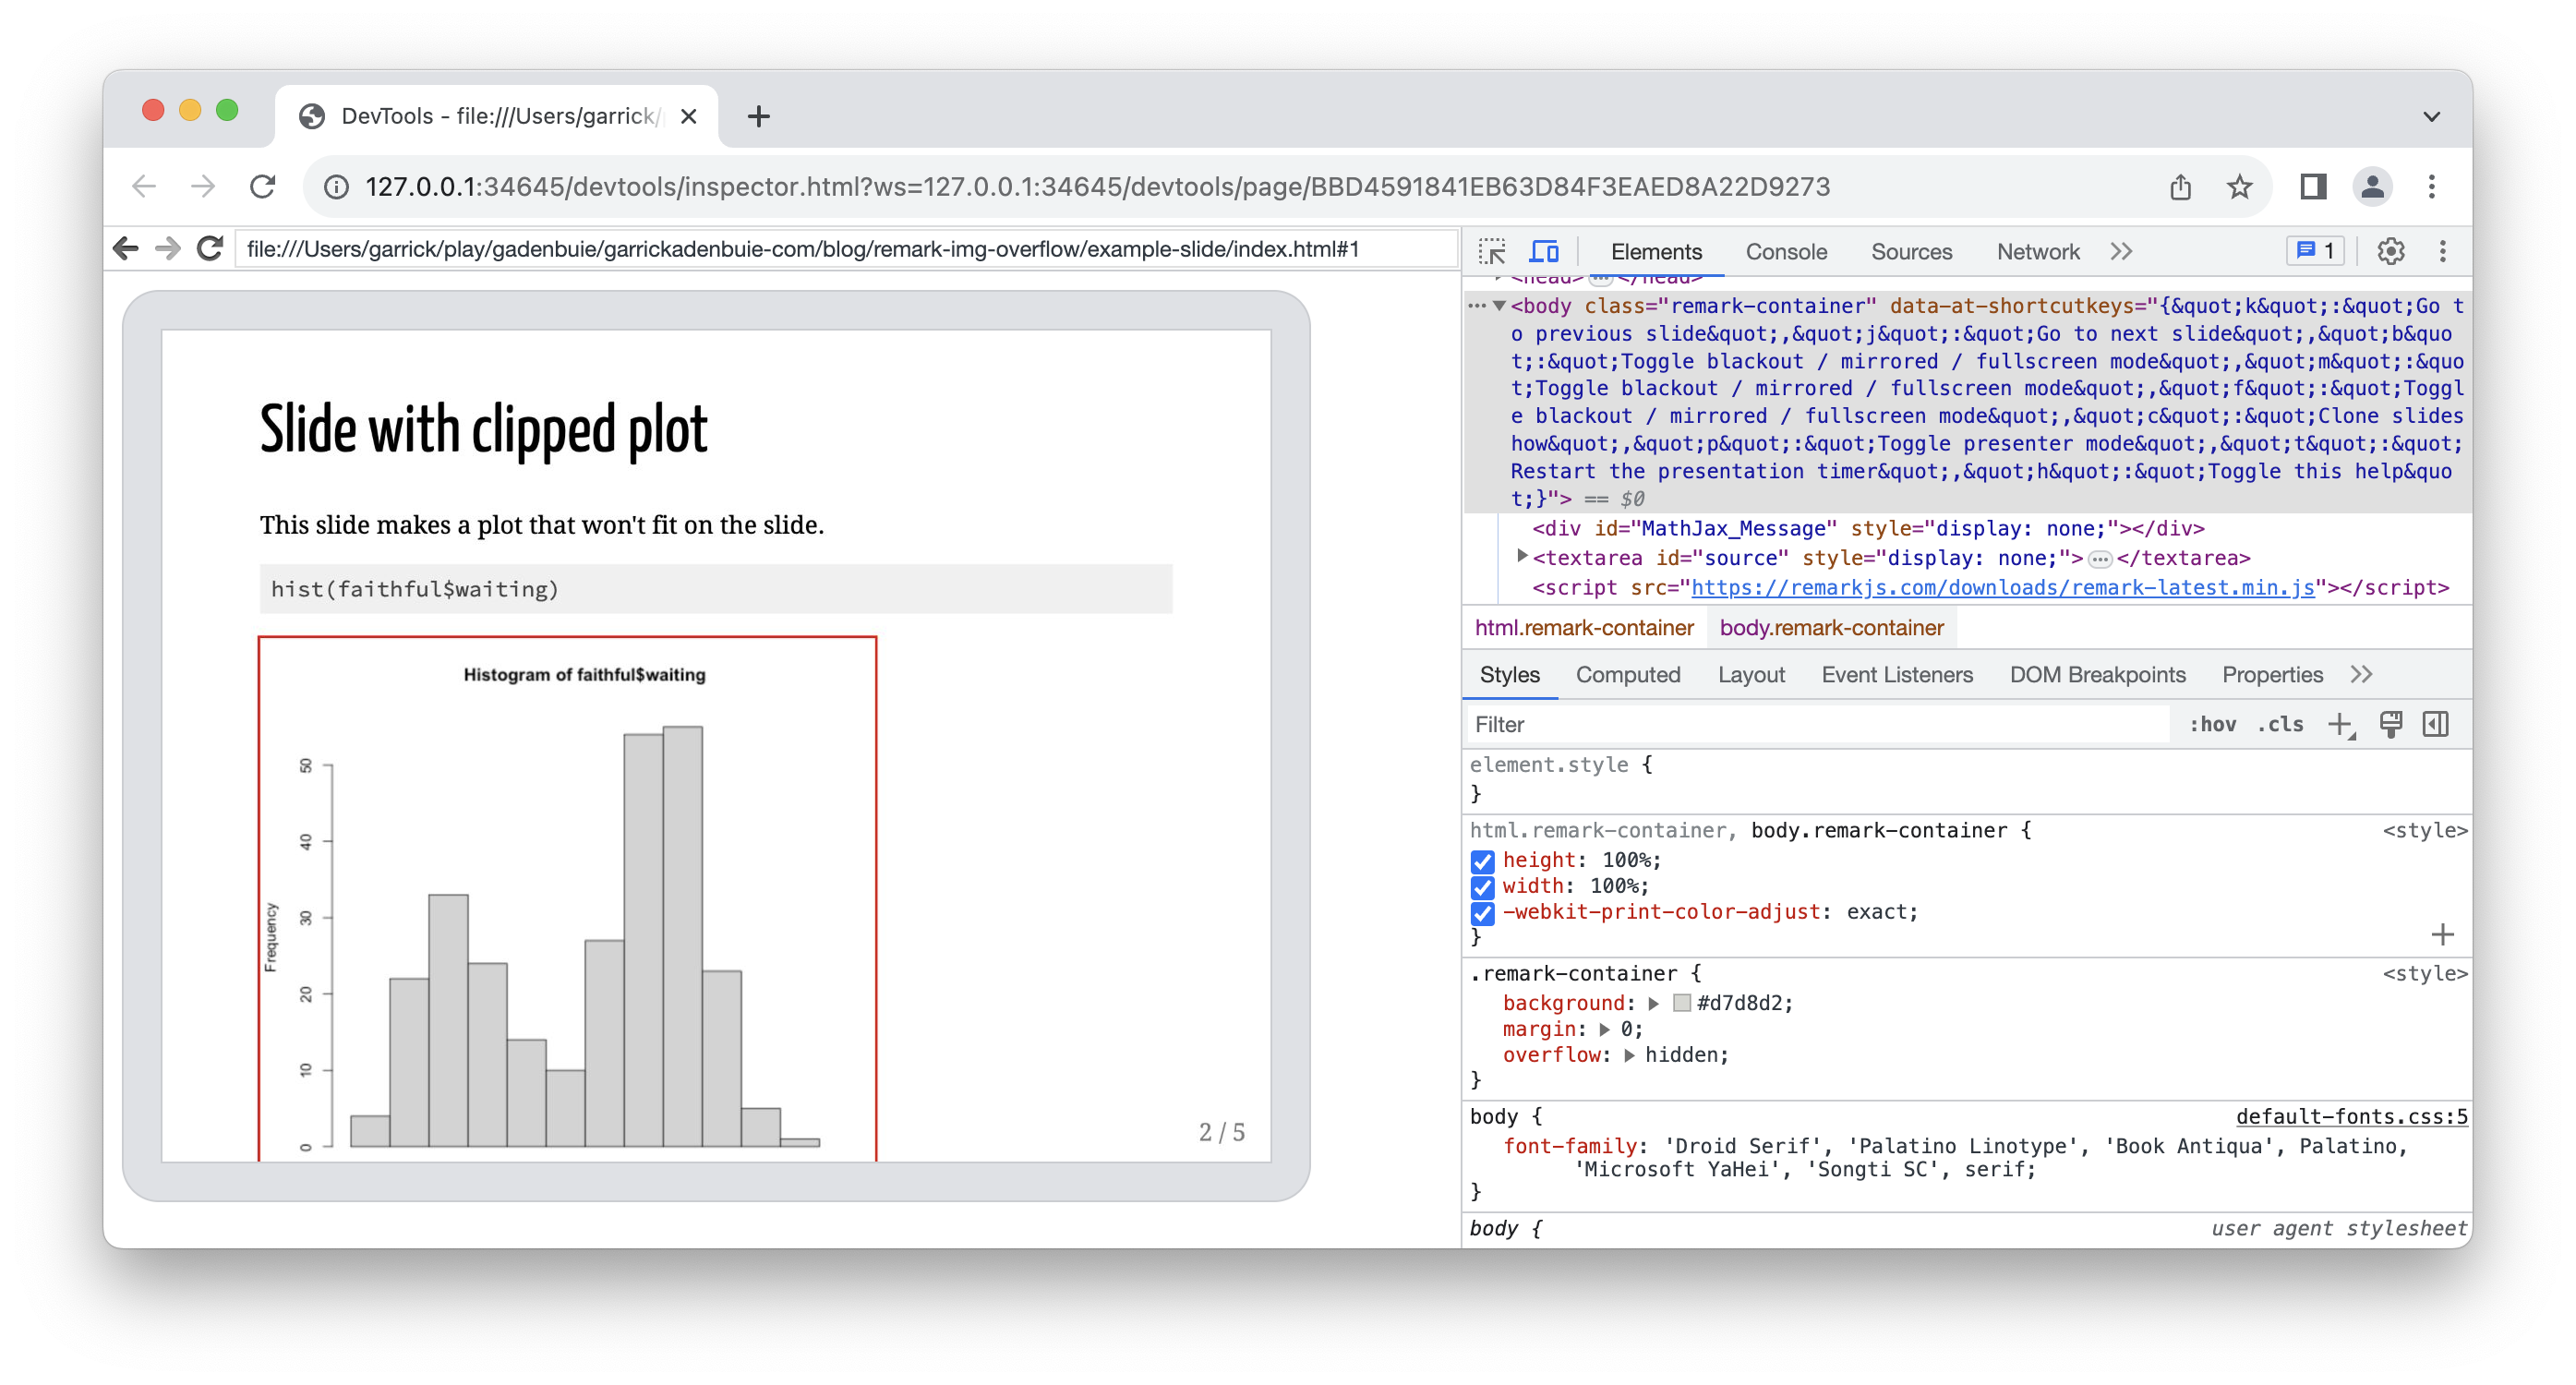 DevTools - file:///Users/garrick/
127.0.0.1:34645/devtools/inspector.html?ws=127.0.0.1:34645/devtools/page/BBD4591841EB63D84F3EAED8A22D9273
file:///Users/garrick/play/gadenbuie/garrickadenbuie-com/blog/remark-img-overflow/example-slide/index.html#1
Slide with clipped plot
This slide makes a plot that won't fit on the slide.
hist(faithful$waiting)
Histogram of faithful$waiting
Frequency
50
40
30
20
10
0
2 / 5
Elements Console Sources Network 1
<head> … </head>
<body class="remark-container" data-at-shortcutkeys="{&quot;k&quot;:&quot;Go t
o previous slide&quot;,&quot;j&quot;:&quot;Go to next slide&quot;,&quot;b&quo
t;:&quot;Toggle blackout / mirrored / fullscreen mode&quot;,&quot;m&quot;:&quo
t;Toggle blackout / mirrored / fullscreen mode&quot;,&quot;f&quot;:&quot;Toggl
e blackout / mirrored / fullscreen mode&quot;,&quot;c&quot;:&quot;Clone slides
how&quot;,&quot;p&quot;:&quot;Toggle presenter mode&quot;,&quot;t&quot;:&quot;
Restart the presentation timer&quot;,&quot;h&quot;:&quot;Toggle this help&quo
t;}"> == $0
<div id="MathJax_Message" style="display: none;"></div>
<textarea id="source" style="display: none;"> … </textarea>
<script src="https://remarkjs.com/downloads/remark-latest.min.js"></script>
html.remark-container body.remark-container
Styles Computed Layout Event Listeners DOM Breakpoints Properties
Filter :hov .cls
element.style {
}
html.remark-container, body.remark-container { <style>
height: 100%;
width: 100%;
-webkit-print-color-adjust: exact;
}
.remark-container { <style>
background: #d7d8d2;
margin: 0;
overflow: hidden;
}
body { default-fonts.css:5
font-family: 'Droid Serif', 'Palatino Linotype', 'Book Antiqua', Palatino,
'Microsoft YaHei', 'Songti SC', serif;
}
body { user agent stylesheet